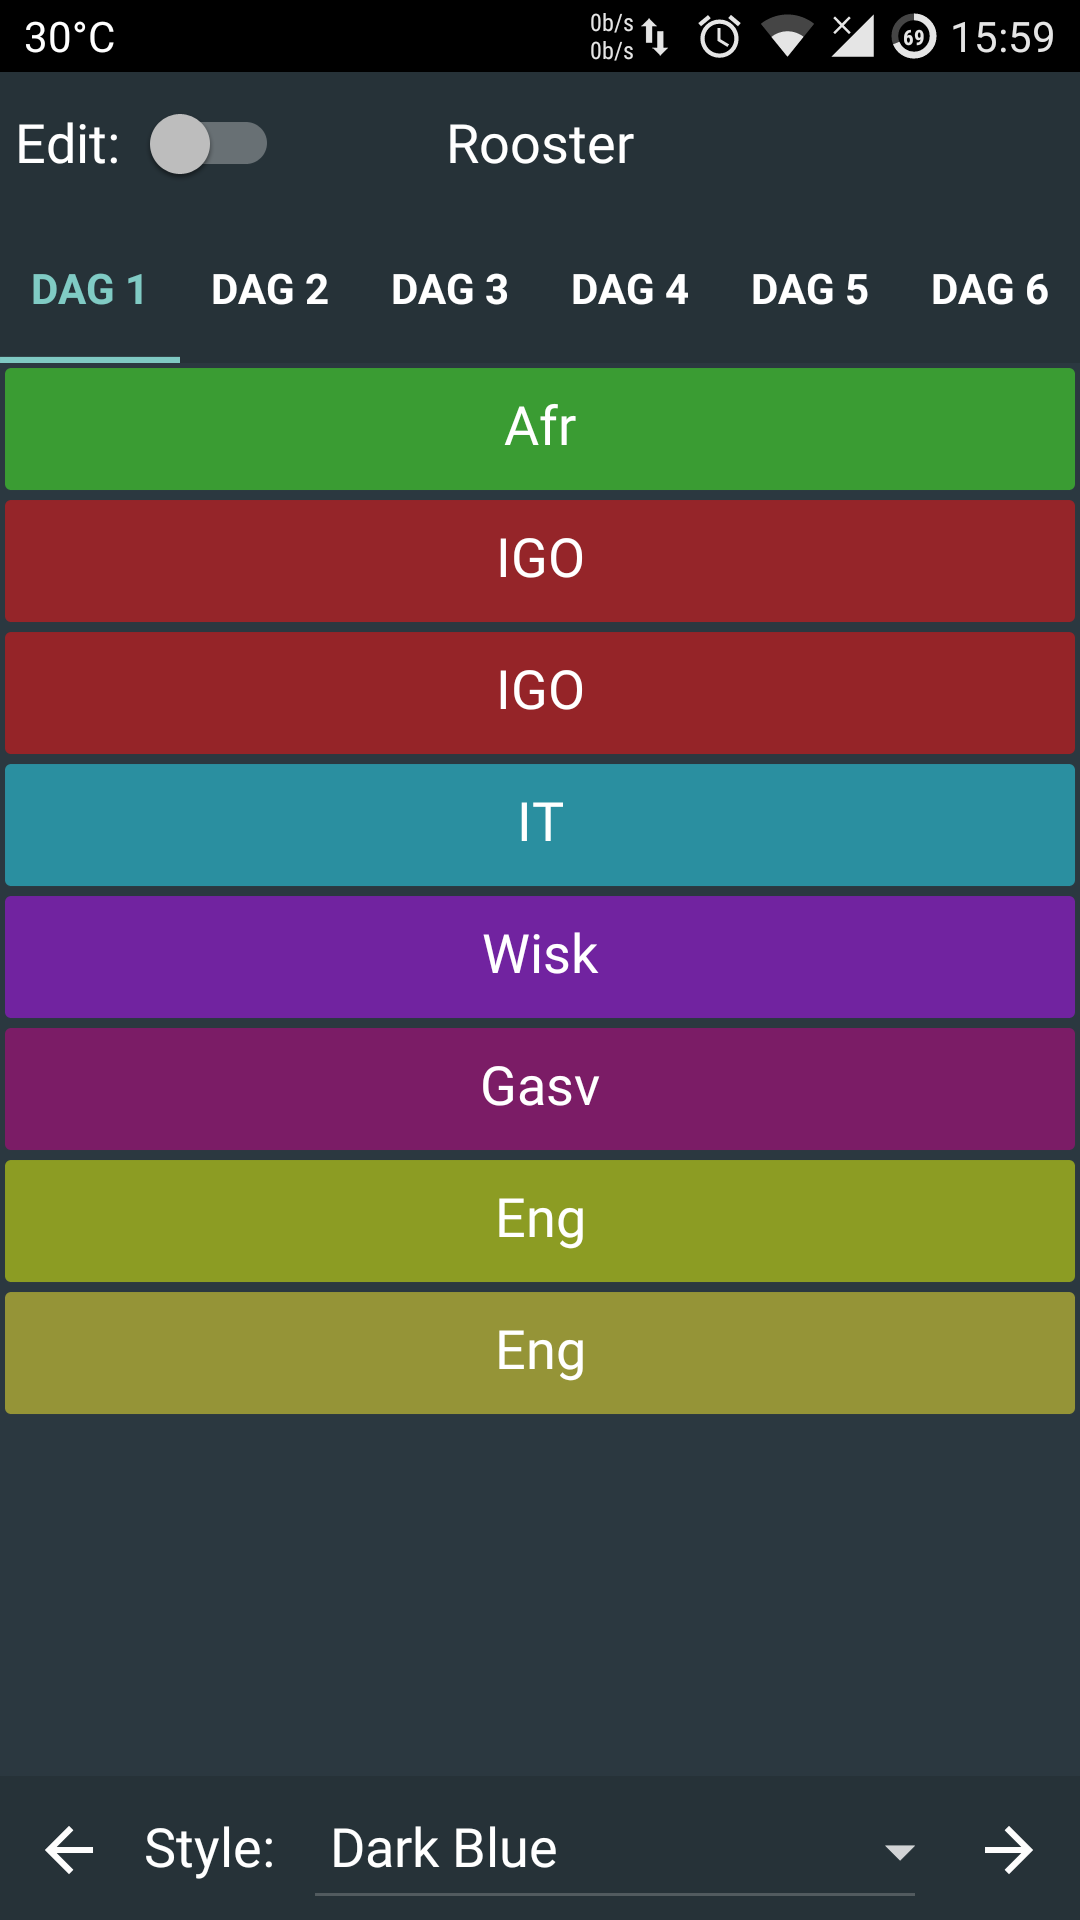 30°C 0b/s 0b/s 69 15:59
Edit: Rooster
DAG 1 DAG 2 DAG 3 DAG 4 DAG 5 DAG 6
Afr
IGO
IGO
IT
Wisk
Gasv
Eng
Eng
Style: Dark Blue